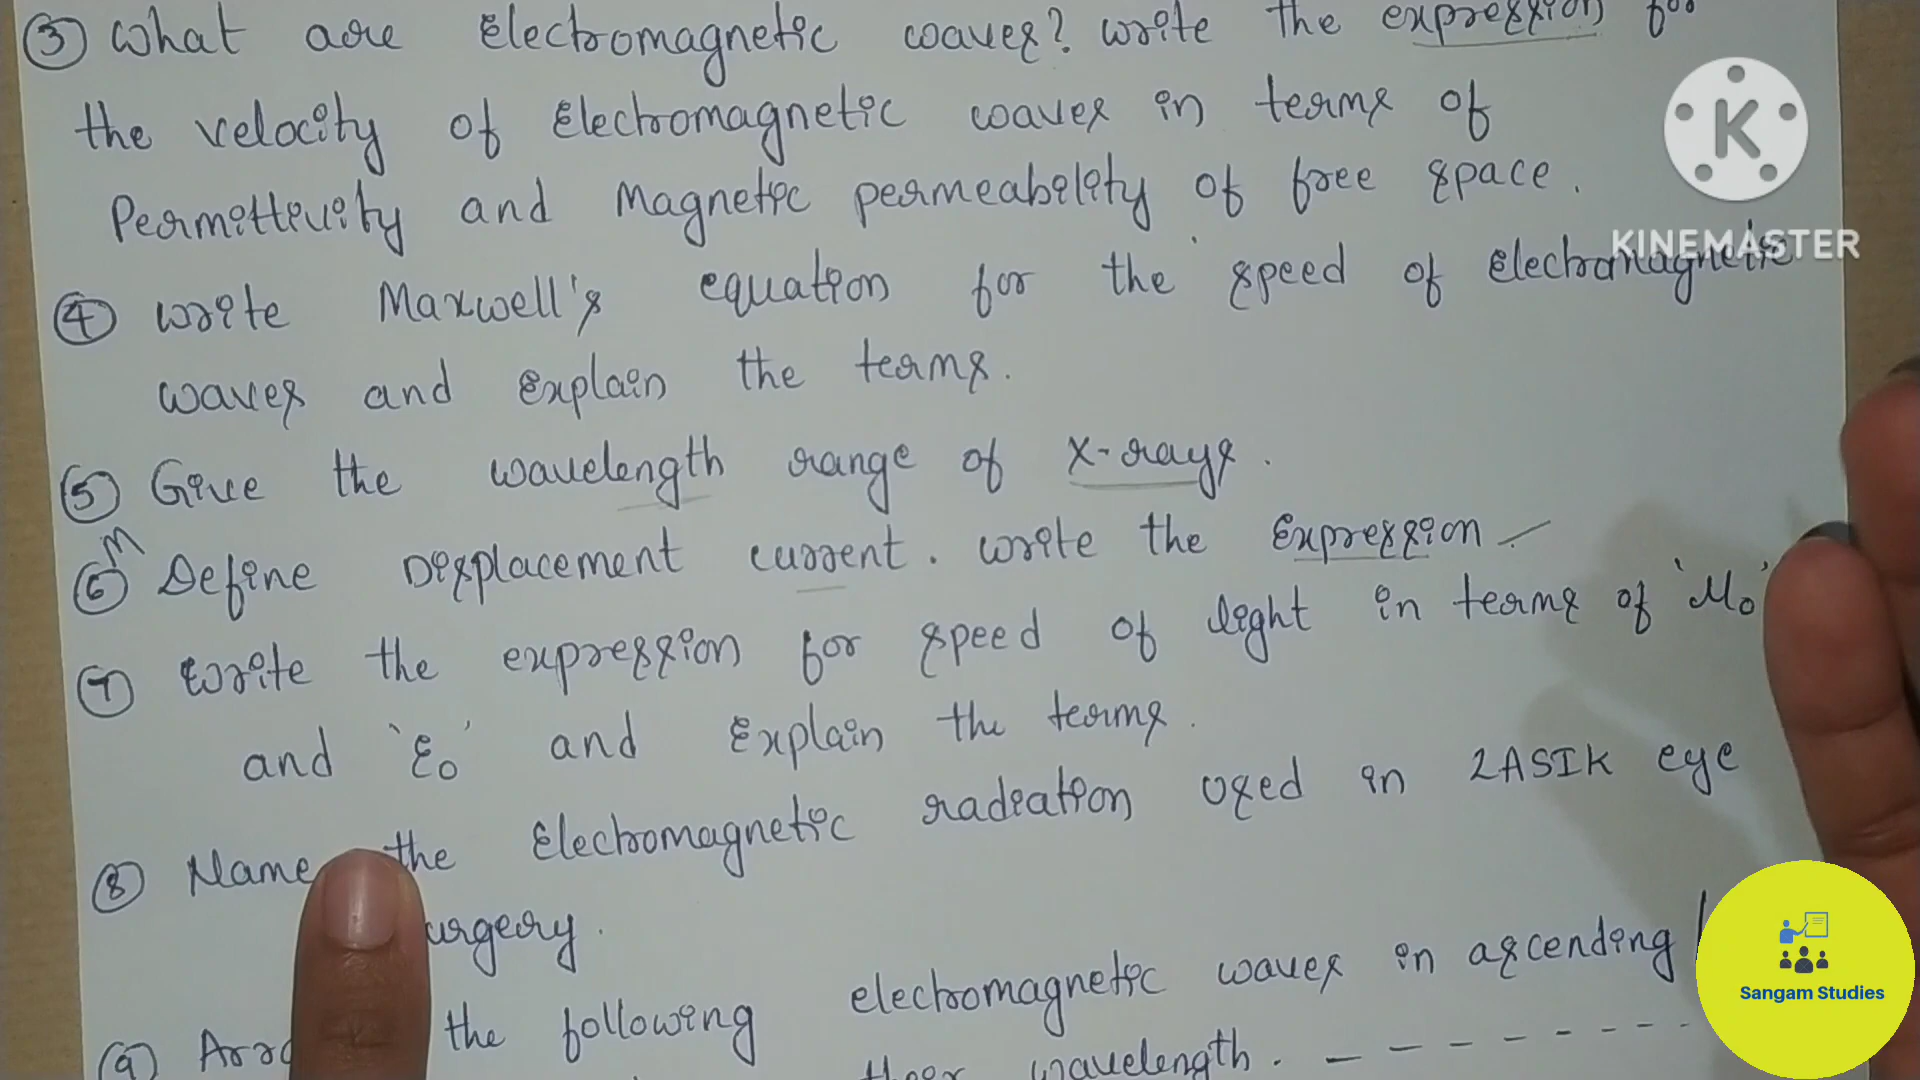 ③ What are Electromagnetic waves? write the expression for
the velocity of Electromagnetic waves in terms of
Permittivity and Magnetic permeability of free space.
④ write Maxwell's equation for the speed of Electromagnetic
waves and Explain the terms.
⑤ Give the wavelength range of X-rays.
M
⑥ Define Displacement current. write the Expression
⑦ Write the expression for speed of light in terms of 'μ₀'
and 'ε₀' and Explain the terms.
⑧ Name the Electromagnetic radiation used in LASIK eye
urgery.
⑨ the following electromagnetic waves in ascending
wavelength. - - - - - - -
K
KINEMASTER
Sangam Studies